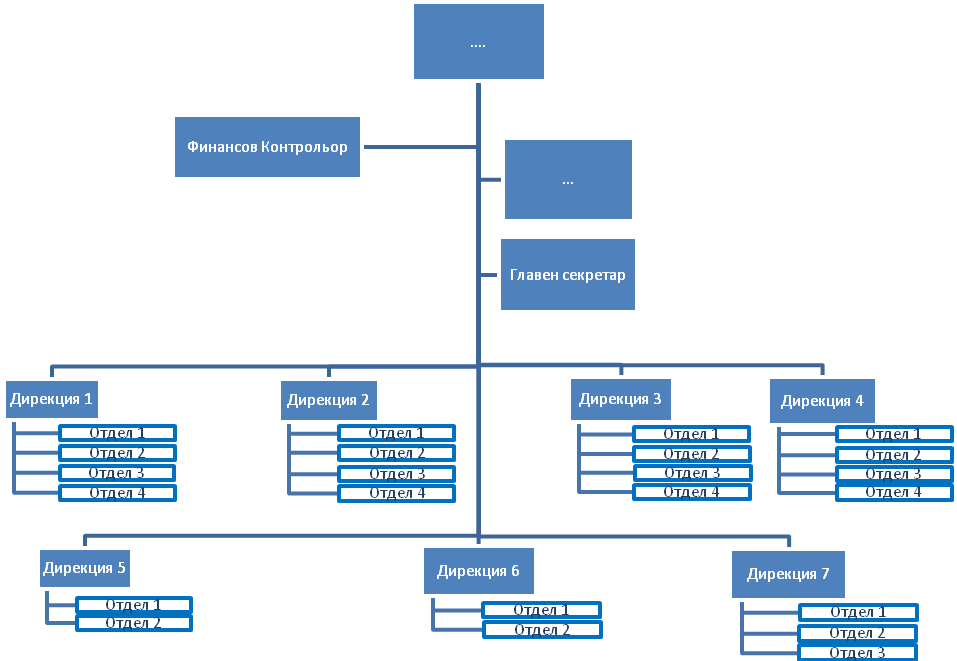 ....
Финансов Контрольор
...
Главен секретар
Дирекция 1
Отдел 1
Отдел 2
Отдел 3
Отдел 4
Дирекция 2
Отдел 1
Отдел 2
Отдел 3
Отдел 4
Дирекция 3
Отдел 1
Отдел 2
Отдел 3
Отдел 4
Дирекция 4
Отдел 1
Отдел 2
Отдел 3
Отдел 4
Дирекция 5
Отдел 1
Отдел 2
Дирекция 6
Отдел 1
Отдел 2
Дирекция 7
Отдел 1
Отдел 2
Отдел 3